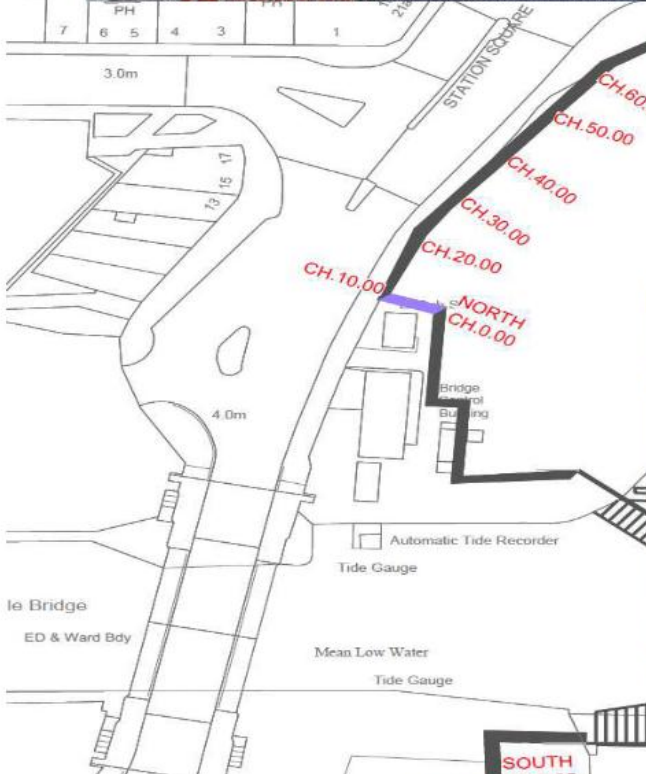 PH
PH
7
6
5
4
3
1
21a
3.0m
STATION SQUARE
CH.60.
CH.50.00
CH.40.00
CH.30.00
CH.20.00
CH.10.00
NORTH
CH.0.00
17
15
13
4.0m
Bridge
Control
Building
Automatic Tide Recorder
Tide Gauge
le Bridge
ED & Ward Bdy
Mean Low Water
Tide Gauge
SOUTH